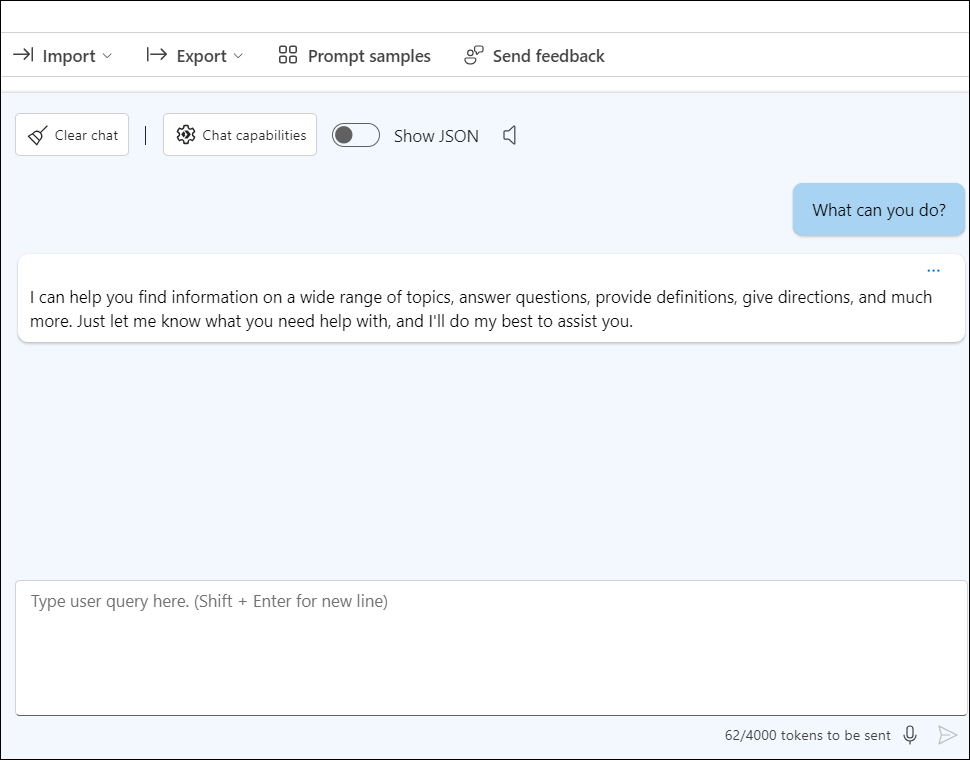 Import Export Prompt samples Send feedback
Clear chat | Chat capabilities Show JSON
What can you do?
...
I can help you find information on a wide range of topics, answer questions, provide definitions, give directions, and much
more. Just let me know what you need help with, and I'll do my best to assist you.
Type user query here. (Shift + Enter for new line)
62/4000 tokens to be sent